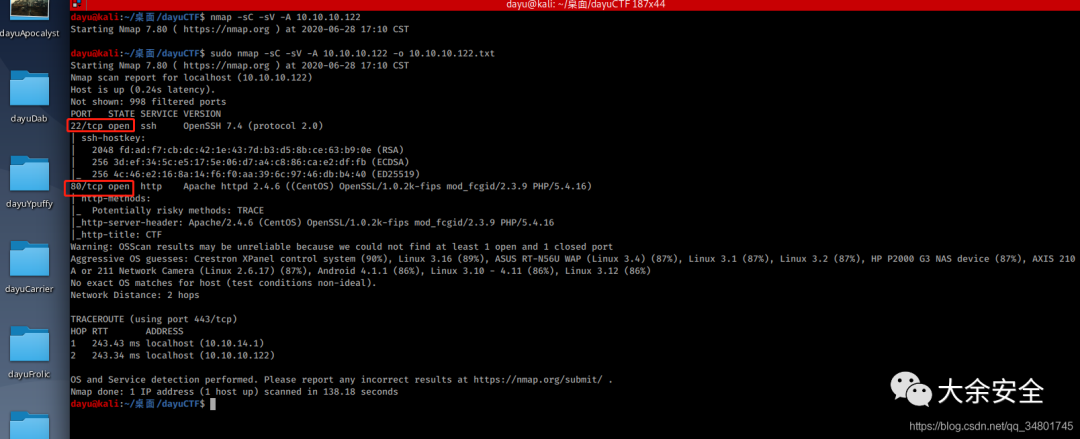 dayu@kali: ~/桌面/dayuCTF 187x44
dayu@kali:~/桌面/dayuCTF$ nmap -sC -sV -A 10.10.10.122
Starting Nmap 7.80 ( https://nmap.org ) at 2020-06-28 17:10 CST
dayu@kali:~/桌面/dayuCTF$ sudo nmap -sC -sV -A 10.10.10.122 -o 10.10.10.122.txt
Starting Nmap 7.80 ( https://nmap.org ) at 2020-06-28 17:10 CST
Nmap scan report for localhost (10.10.10.122)
Host is up (0.24s latency).
Not shown: 998 filtered ports
PORT   STATE SERVICE VERSION
22/tcp open  ssh     OpenSSH 7.4 (protocol 2.0)
| ssh-hostkey:
|   2048 fd:ad:f7:cb:dc:42:1e:43:7d:b3:d5:8b:ce:63:b9:0e (RSA)
|   256 3d:ef:34:5c:e5:17:5e:06:d7:a4:c8:86:ca:e2:df:fb (ECDSA)
|_  256 4c:46:e2:16:8a:14:f6:f0:aa:39:6c:97:46:db:b4:40 (ED25519)
80/tcp open  http    Apache httpd 2.4.6 ((CentOS) OpenSSL/1.0.2k-fips mod_fcgid/2.3.9 PHP/5.4.16)
| http-methods:
|_  Potentially risky methods: TRACE
|_http-server-header: Apache/2.4.6 (CentOS) OpenSSL/1.0.2k-fips mod_fcgid/2.3.9 PHP/5.4.16
|_http-title: CTF
Warning: OSScan results may be unreliable because we could not find at least 1 open and 1 closed port
Aggressive OS guesses: Crestron XPanel control system (90%), Linux 3.16 (89%), ASUS RT-N56U WAP (Linux 3.4) (87%), Linux 3.1 (87%), Linux 3.2 (87%), HP P2000 G3 NAS device (87%), AXIS 210
A or 211 Network Camera (Linux 2.6.17) (87%), Android 4.1.1 (86%), Linux 3.10 - 4.11 (86%), Linux 3.12 (86%)
No exact OS matches for host (test conditions non-ideal).
Network Distance: 2 hops
TRACEROUTE (using port 443/tcp)
HOP RTT       ADDRESS
1   243.43 ms localhost (10.10.14.1)
2   243.34 ms localhost (10.10.10.122)
OS and Service detection performed. Please report any incorrect results at https://nmap.org/submit/ .
Nmap done: 1 IP address (1 host up) scanned in 138.18 seconds
dayu@kali:~/桌面/dayuCTF$
dayuApocalyst
dayuDab
dayuYpuffy
dayuCarrier
dayuFrolic
大余安全
https://blog.csdn.net/qq_34801745